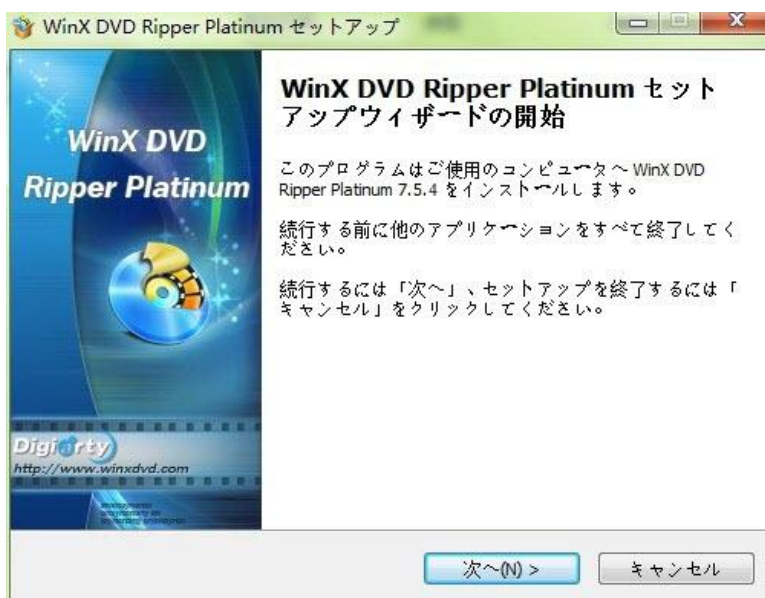 WinX DVD Ripper Platinum セットアップ
WinX DVD
Ripper Platinum
Digiarty
http://www.winxdvd.com
WinX DVD Ripper Platinum セット
アップウィザードの開始
このプログラムはご使用のコンピュータへ WinX DVD
Ripper Platinum 7.5.4 をインストールします。
続行する前に他のアプリケーションをすべて終了してく
ださい。
続行するには「次へ」、セットアップを終了するには「
キャンセル」をクリックしてください。
次へ(N) >
キャンセル